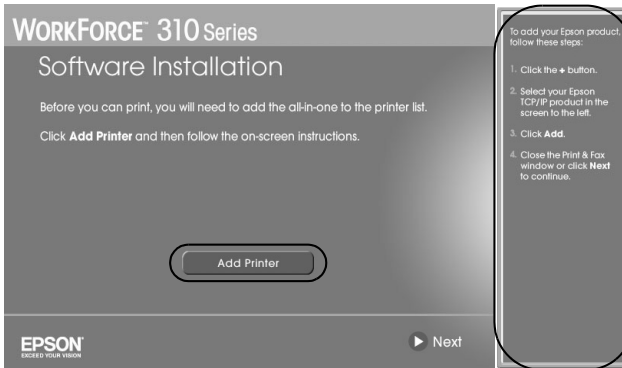 WORKFORCE™ 310 Series
Software Installation
Before you can print, you will need to add the all-in-one to the printer list.
Click Add Printer and then follow the on-screen instructions.
Add Printer
EPSON®
EXCEED YOUR VISION
Next
To add your Epson product,
follow these steps:
1. Click the + button.
2. Select your Epson
TCP/IP product in the
screen to the left.
3. Click Add.
4. Close the Print & Fax
window or click Next
to continue.